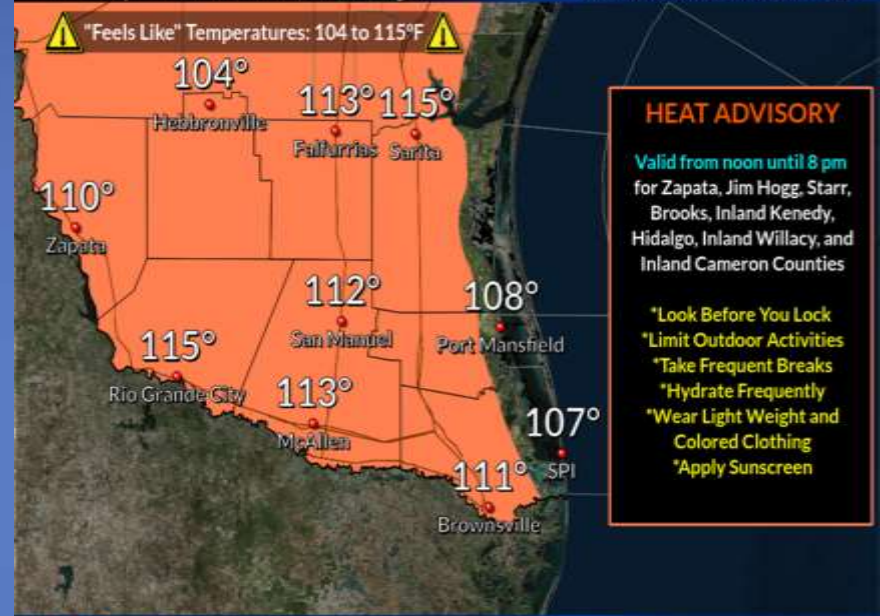 "Feels Like" Temperatures: 104 to 115°F
104°
Hebbronville
113°
Falfurrias
115°
Sarita
110°
Zapata
112°
San Manuel
108°
Port Mansfield
115°
Rio Grande City
113°
McAllen
107°
SPI
111°
Brownsville
HEAT ADVISORY
Valid from noon until 8 pm
for Zapata, Jim Hogg, Starr,
Brooks, Inland Kenedy,
Hidalgo, Inland Willacy, and
Inland Cameron Counties
*Look Before You Lock
*Limit Outdoor Activities
*Take Frequent Breaks
*Hydrate Frequently
*Wear Light Weight and
Colored Clothing
*Apply Sunscreen